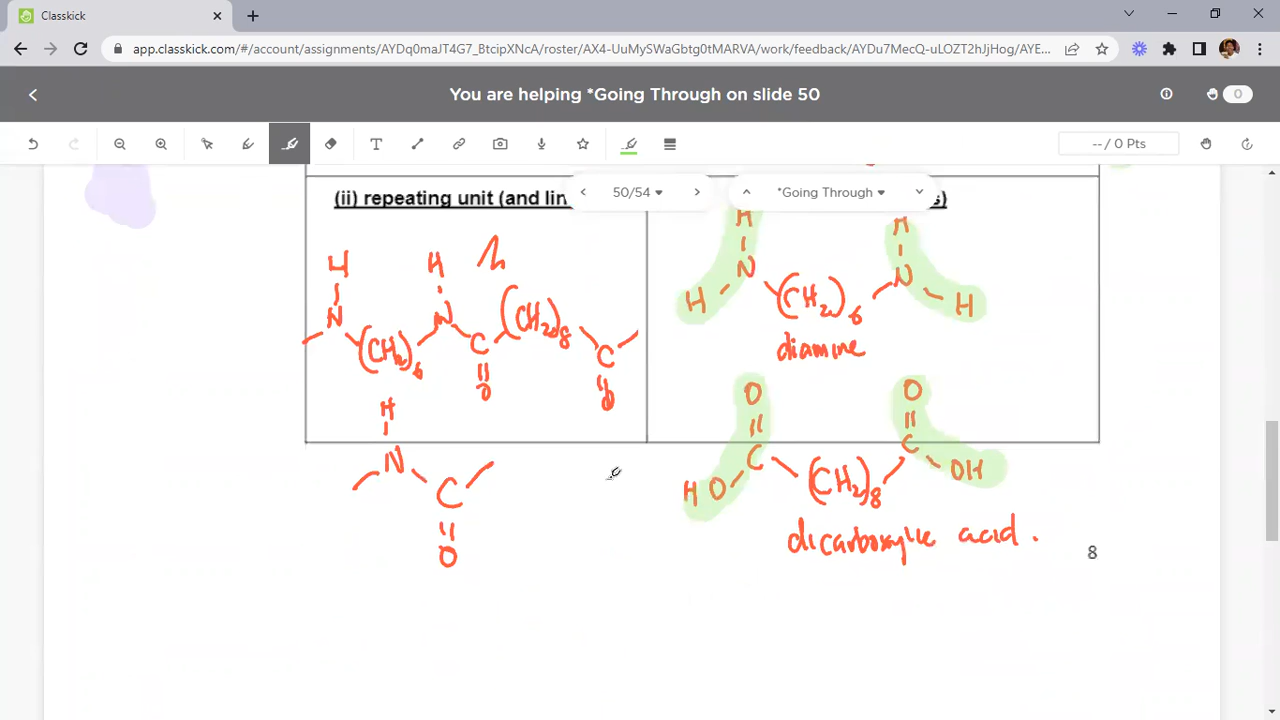 Classkick
app.classkick.com/#/account/assignments/AYDq0maJT4G7_BtcipXNcA/roster/AX4-UuMySWaGbtg0tMARVA/work/feedback/AYDu7MecQ-uLOZT2hJjHog/AYE...
You are helping *Going Through on slide 50
0
T
-- / 0 Pts
50/54
*Going Through
(ii) repeating unit (and lin
s)
H H
N N (CH2)6 C O (CH2)8 C O
H
N C
O
H H
H N (CH2)6 N H
diamine
O O
HO C (CH2)8 C OH
dicarboxylic acid.
8